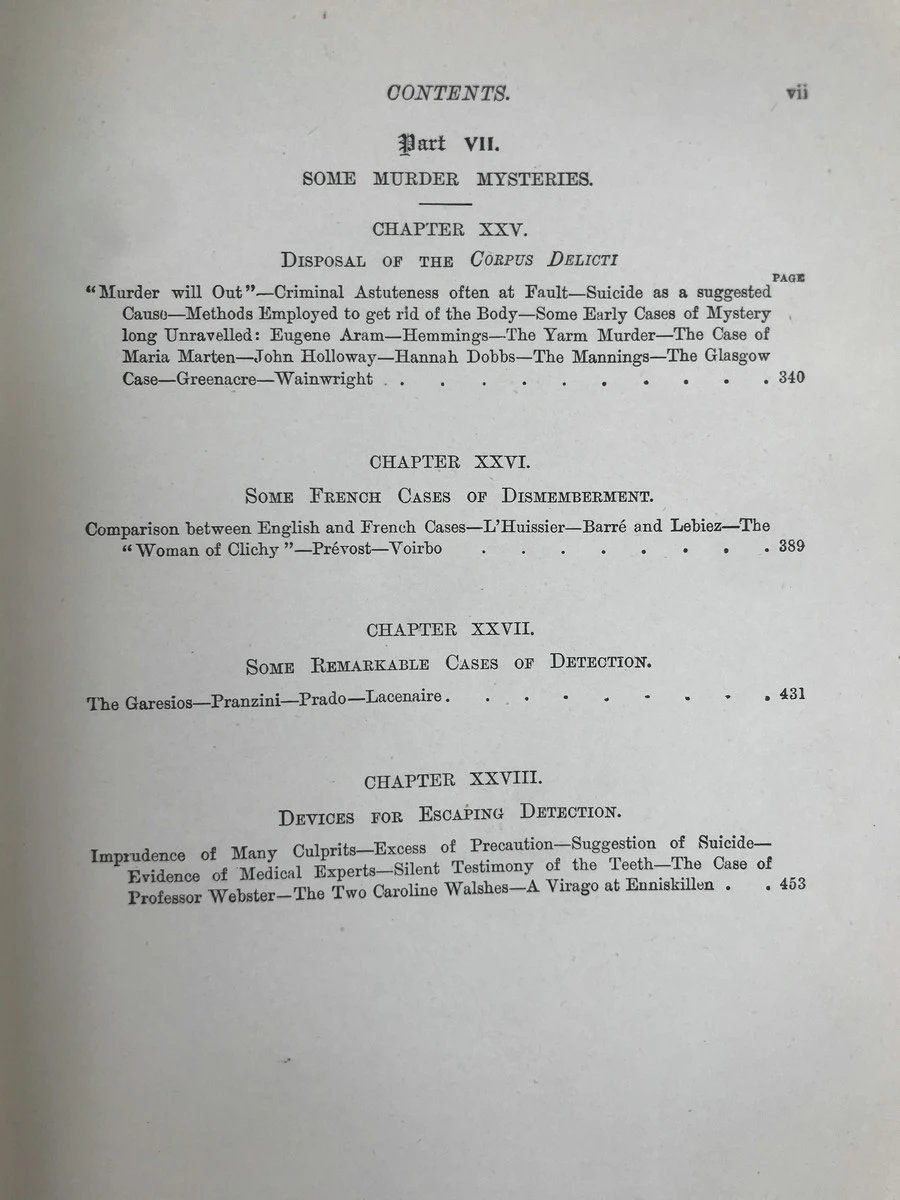 CONTENTS. vii
Part VII.
SOME MURDER MYSTERIES.
CHAPTER XXV.
DISPOSAL OF THE CORPUS DELICTI
PAGE
“Murder will Out”—Criminal Astuteness often at Fault—Suicide as a suggested
Cause—Methods Employed to get rid of the Body—Some Early Cases of Mystery
long Unravelled: Eugene Aram—Hemmings—The Yarm Murder—The Case of
Maria Marten—John Holloway—Hannah Dobbs—The Mannings—The Glasgow
Case—Greenacre—Wainwright . . . . . . . . . . 340
CHAPTER XXVI.
SOME FRENCH CASES OF DISMEMBERMENT.
Comparison between English and French Cases—L'Huissier—Barré and Lebiez—The
“Woman of Clichy”—Prévost—Voirbo . . . . . . . . 389
CHAPTER XXVII.
SOME REMARKABLE CASES OF DETECTION.
The Garesios—Pranzini—Prado—Lacenaire . . . . . . . . . 431
CHAPTER XXVIII.
DEVICES FOR ESCAPING DETECTION.
Imprudence of Many Culprits—Excess of Precaution—Suggestion of Suicide—
Evidence of Medical Experts—Silent Testimony of the Teeth—The Case of
Professor Webster—The Two Caroline Walshes—A Virago at Enniskillen . . 453